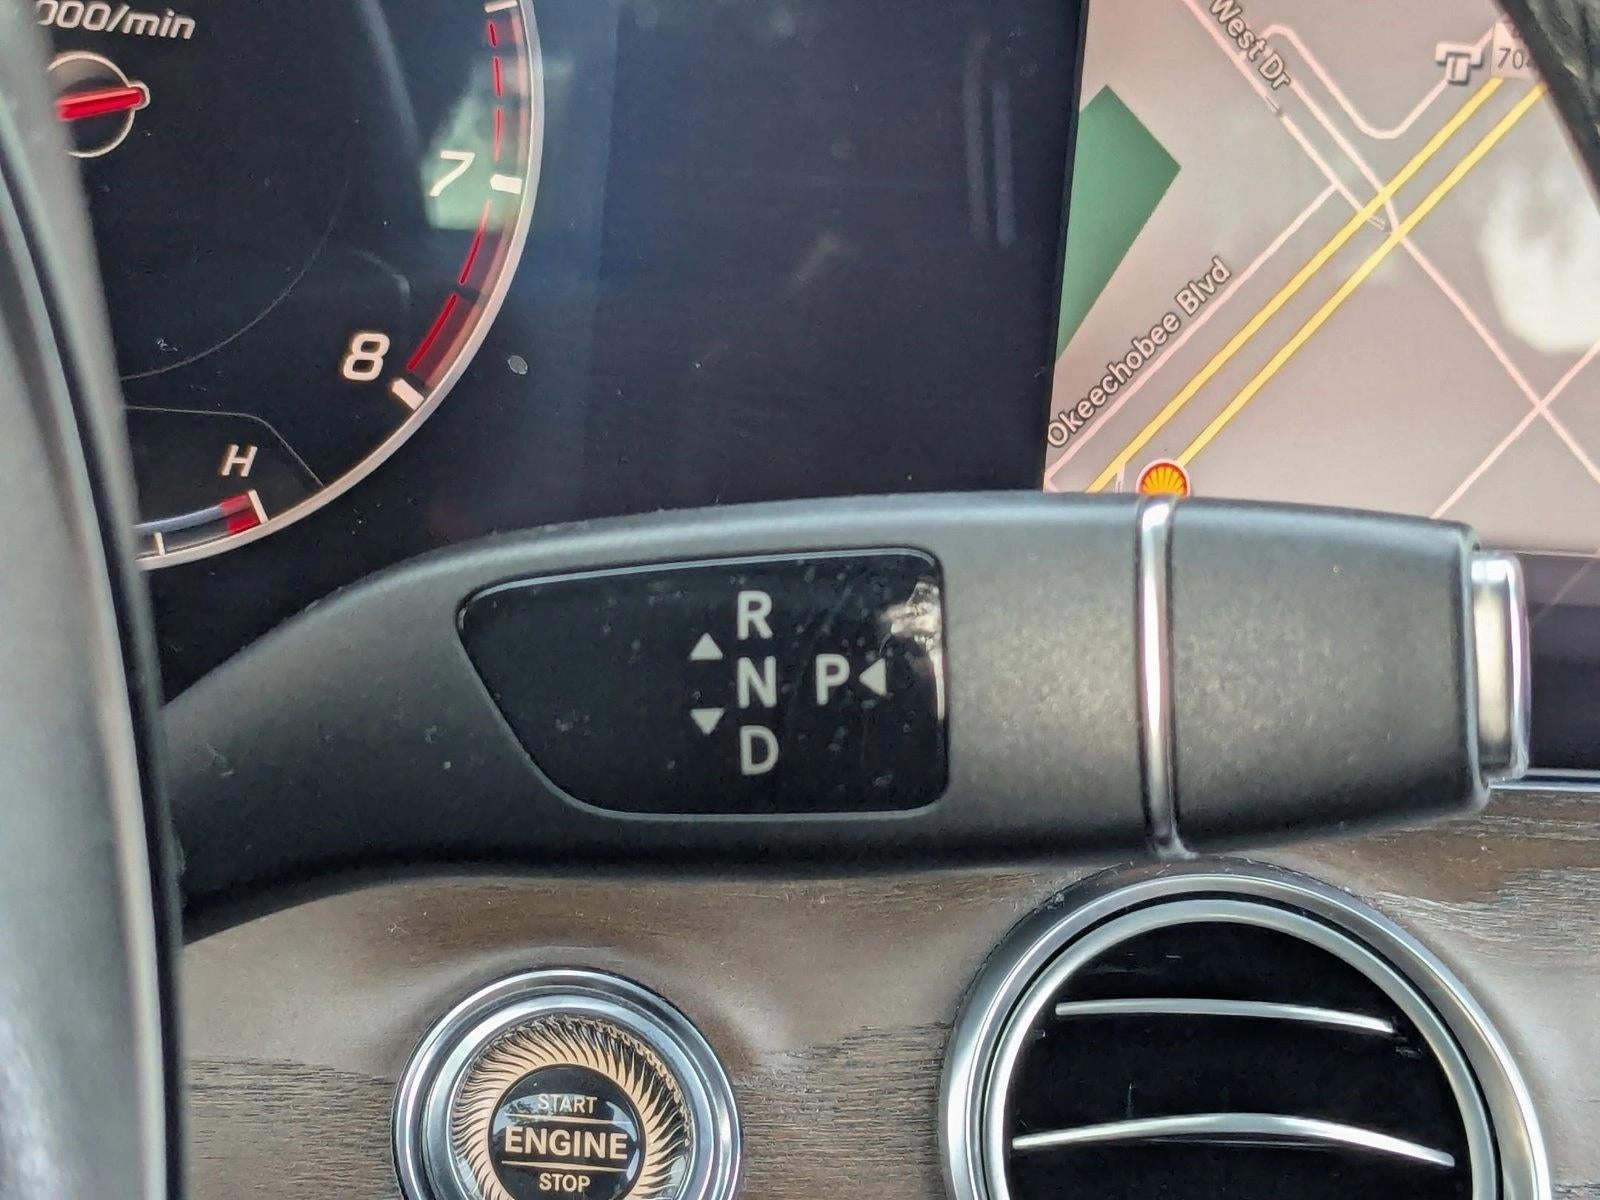 000/min
7
8
H
West Dr
704
Okeechobee Blvd
R
N P
D
START
ENGINE
STOP